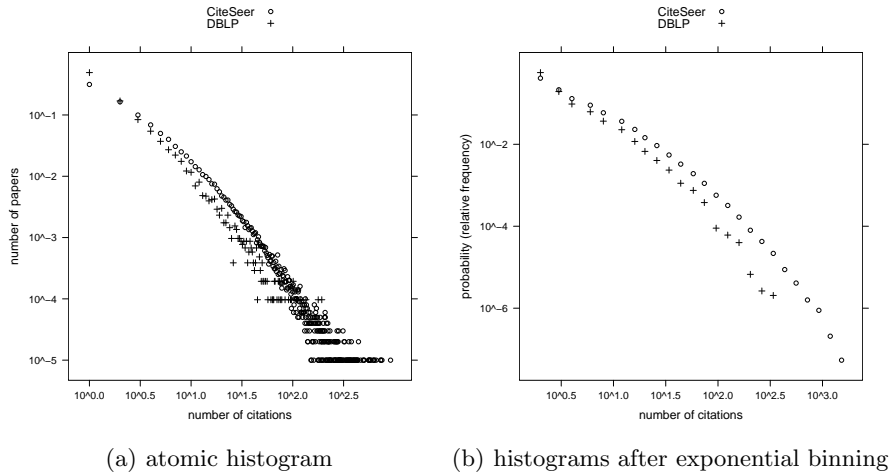 CiteSeer
DBLP
10^−1
10^−2
10^−3
10^−4
10^−5
number of papers
10^0.0 10^0.5 10^1.0 10^1.5 10^2.0 10^2.5
number of citations
(a) atomic histogram
CiteSeer
DBLP
10^−2
10^−4
10^−6
probability (relative frequency)
10^0.5 10^1.0 10^1.5 10^2.0 10^2.5 10^3.0
number of citations
(b) histograms after exponential binning